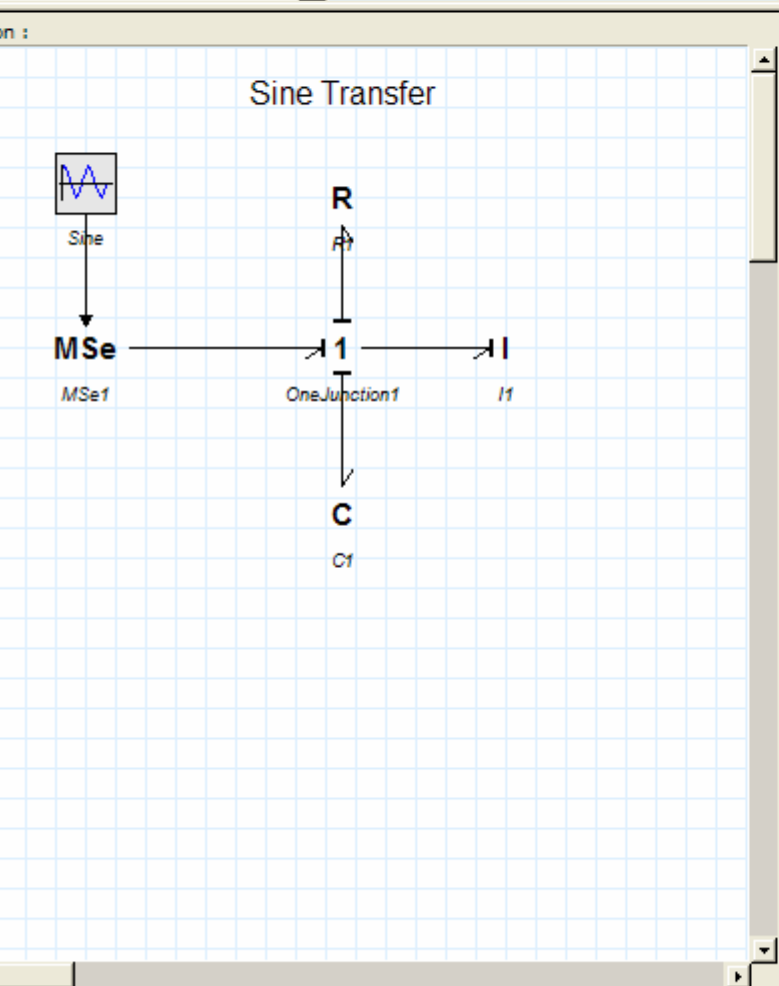 on :
Sine Transfer
R
Sine
R1
MSe
1
I
MSe1
OneJunction1
I1
C
C1